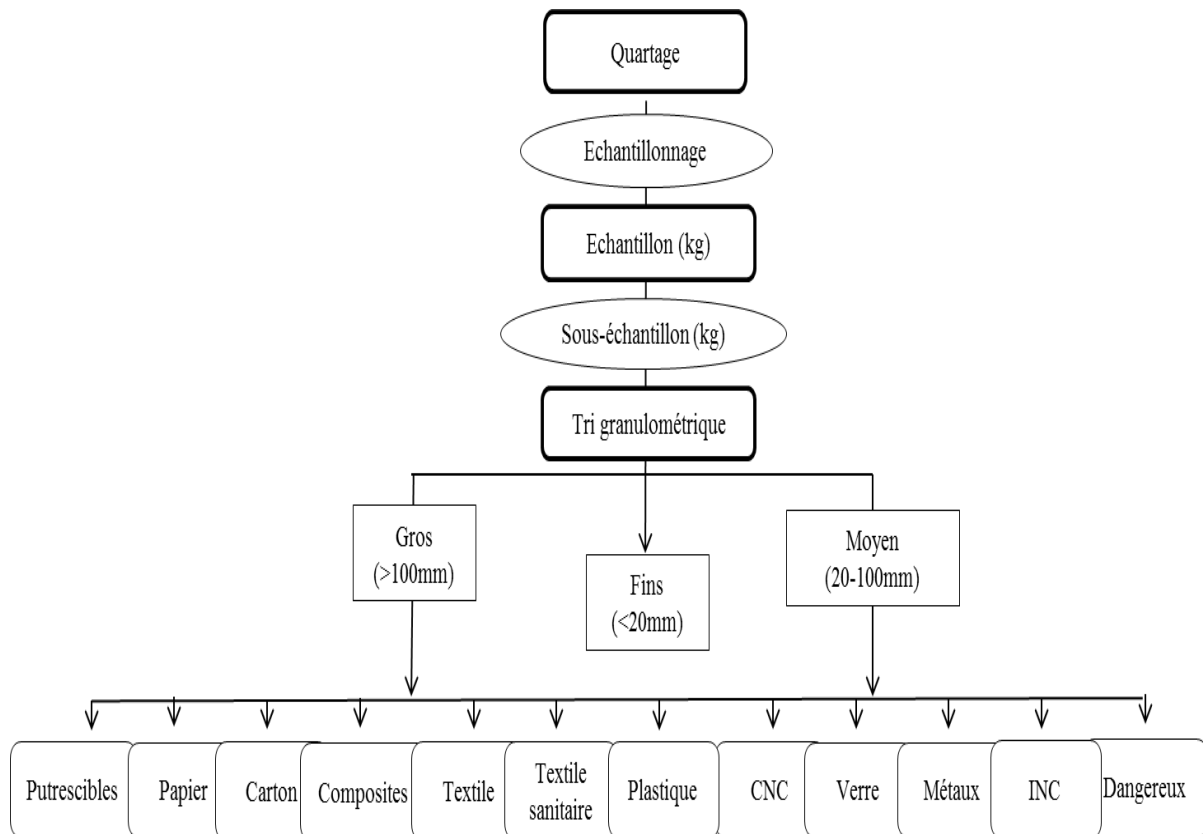 Quartage
Echantillonnage
Echantillon (kg)
Sous-échantillon (kg)
Tri granulométrique
Gros
(>100mm)
Fins
(<20mm)
Moyen
(20-100mm)
Putrescibles
Papier
Carton
Composites
Textile
Textile
sanitaire
Plastique
CNC
Verre
Métaux
INC
Dangereux